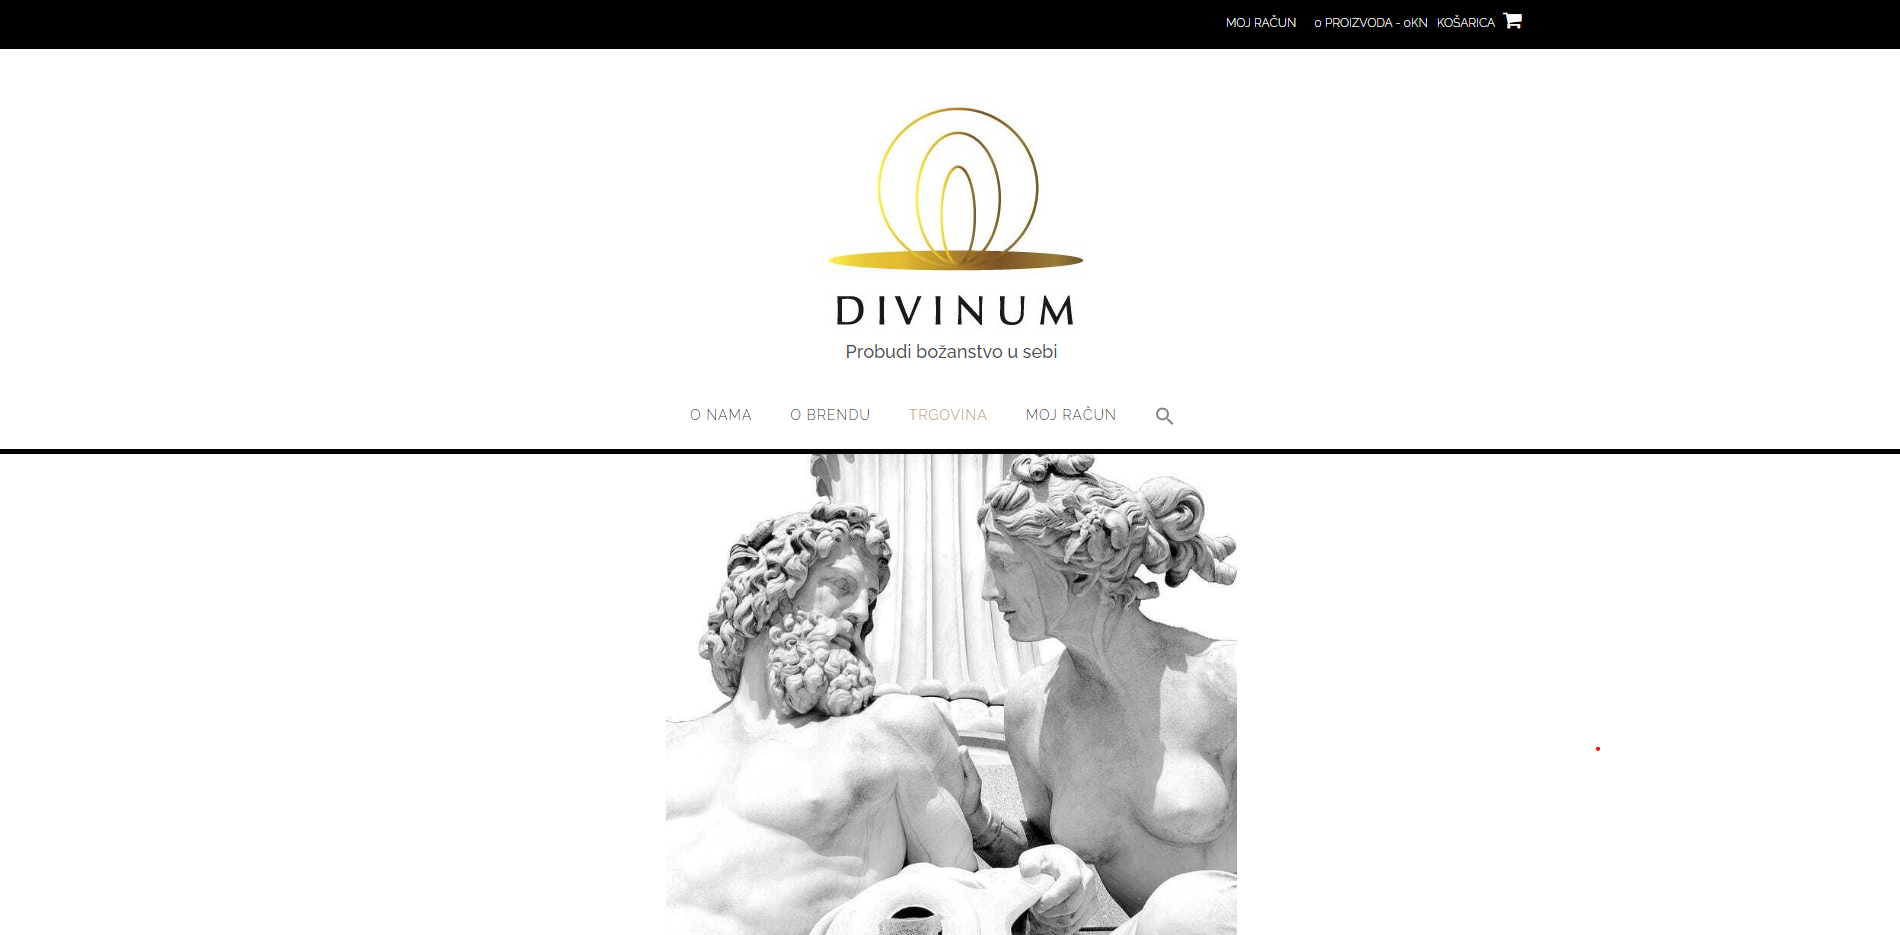 MOJ RAČUN 0 PROIZVODA - 0KN KOŠARICA
DIVINUM
Probudi božanstvo u sebi
O NAMA O BRENDU TRGOVINA MOJ RAČUN